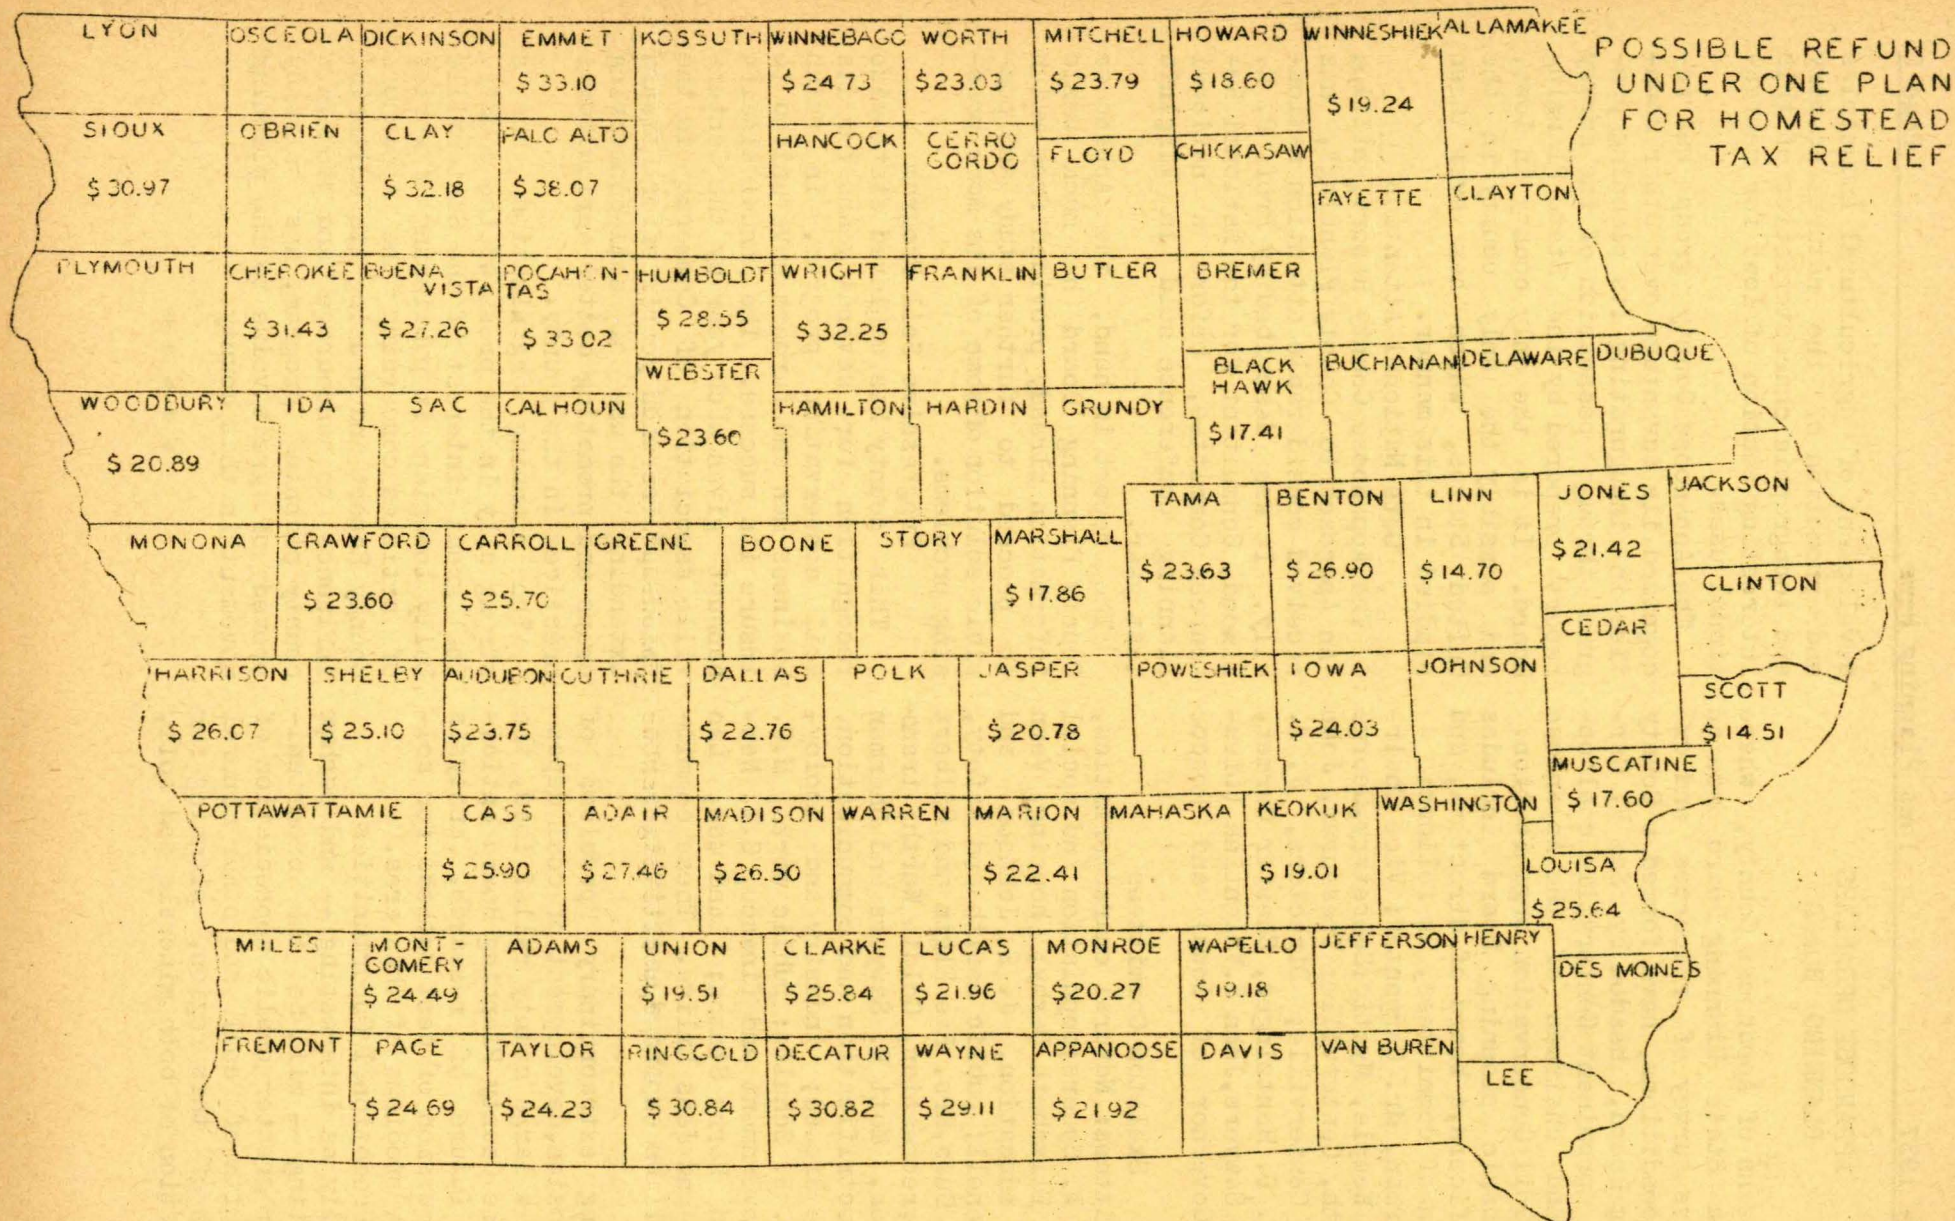 POSSIBLE REFUND
UNDER ONE PLAN
FOR HOMESTEAD
TAX RELIEF
LYON
OSCEOLA
DICKINSON
EMMET
$33.10
KOSSUTH
WINNEBAGO
$24.73
WORTH
$23.03
MITCHELL
$23.79
HOWARD
$18.60
WINNESHIEK
$19.24
ALLAMAKEE
SIOUX
$30.97
O'BRIEN
CLAY
$32.18
PALO ALTO
$38.07
HANCOCK
CERRO
GORDO
FLOYD
CHICKASAW
FAYETTE
CLAYTON
PLYMOUTH
CHEROKEE
$31.43
BUENA
VISTA
$27.26
POCAHON-
TAS
$33.02
HUMBOLDT
$28.55
WRIGHT
$32.25
FRANKLIN
BUTLER
BREMER
WEBSTER
$23.60
BLACK
HAWK
$17.41
BUCHANAN
DELAWARE
DUBUQUE
WOODBURY
$20.89
IDA
SAC
CALHOUN
HAMILTON
HARDIN
GRUNDY
TAMA
$23.63
BENTON
$26.90
LINN
$14.70
JONES
$21.42
JACKSON
MONONA
CRAWFORD
$23.60
CARROLL
$25.70
GREENE
BOONE
STORY
MARSHALL
$17.86
CLINTON
CEDAR
HARRISON
$26.07
SHELBY
$25.10
AUDUBON
$23.75
GUTHRIE
DALLAS
$22.76
POLK
JASPER
$20.78
POWESHIEK
IOWA
$24.03
JOHNSON
SCOTT
$14.51
MUSCATINE
$17.60
POTTAWATTAMIE
CASS
$25.90
ADAIR
$27.46
MADISON
$26.50
WARREN
MARION
$22.41
MAHASKA
KEOKUK
$19.01
WASHINGTON
LOUISA
$25.64
MILLS
MONT-
GOMERY
$24.49
ADAMS
UNION
$19.51
CLARKE
$25.84
LUCAS
$21.96
MONROE
$20.27
WAPELLO
$19.18
JEFFERSON
HENRY
DES MOINES
FREMONT
PAGE
$24.69
TAYLOR
$24.23
RINGGOLD
$30.84
DECATUR
$30.82
WAYNE
$29.11
APPANOOSE
$21.92
DAVIS
VAN BUREN
LEE